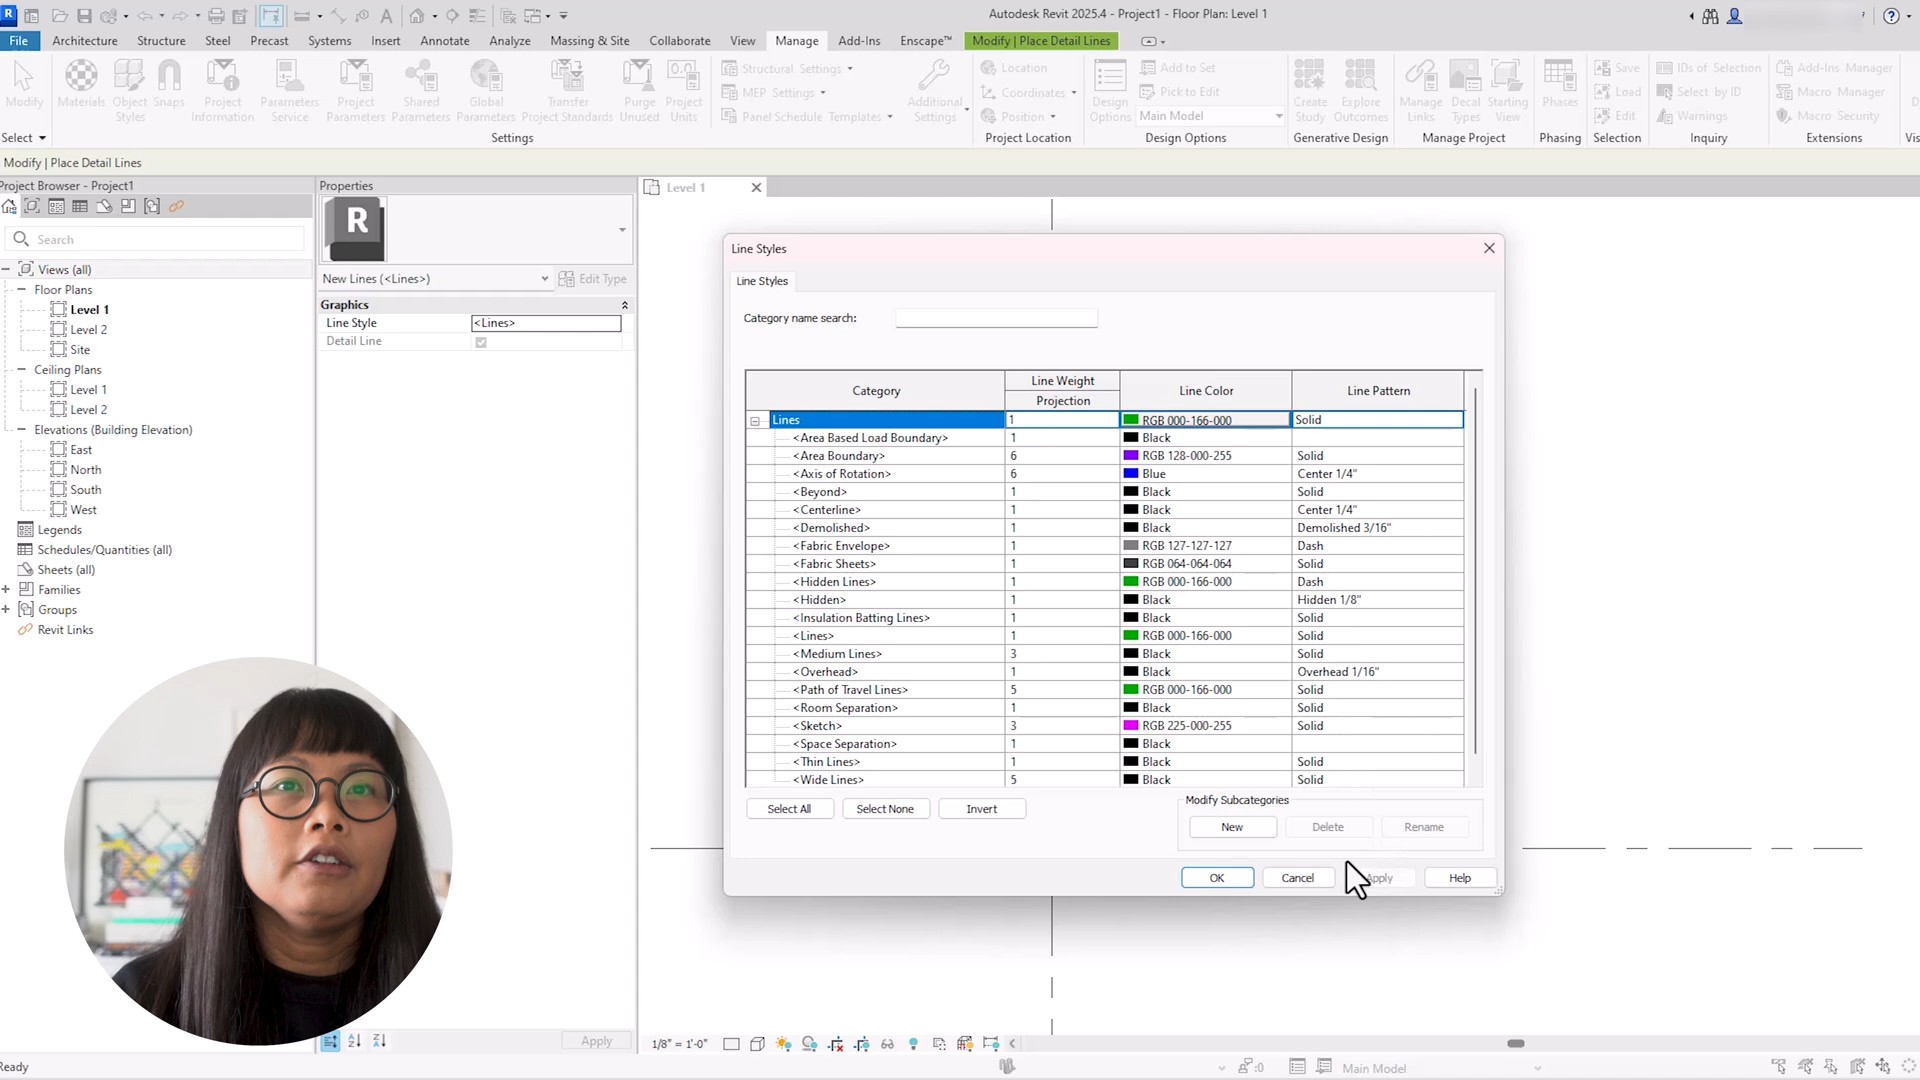 Autodesk Revit 2025.4 - Project1 - Floor Plan: Level 1
File Architecture Structure Steel Precast Systems Insert Annotate Analyze Massing & Site Collaborate View Manage Add-Ins Enscape™ Modify | Place Detail Lines
Modify
Materials
Object Styles
Snaps
Project Information
Parameters Service
Project Parameters
Shared Parameters
Global Parameters
Transfer Project Standards
Purge Unused
Project Units
Structural Settings
MEP Settings
Panel Schedule Templates
Additional Settings
Location
Coordinates
Position
Design Options
Add to Set
Pick to Edit
Main Model
Create Study
Explore Outcomes
Manage Links
Decal Types
Starting View
Phases
Save
Load
Edit
IDs of Selection
Select by ID
Warnings
Add-Ins Manager
Macro Manager
Macro Security
Select Settings Project Location Design Options Generative Design Manage Project Phasing Selection Inquiry Extensions
Modify | Place Detail Lines
Project Browser - Project1
Search
Views (all)
Floor Plans
Level 1
Level 2
Site
Ceiling Plans
Level 1
Level 2
Elevations (Building Elevation)
East
North
South
West
Legends
Schedules/Quantities (all)
Sheets (all)
Families
Groups
Revit Links
Properties
R
New Lines (<Lines>) Edit Type
Graphics
Line Style <Lines>
Detail Line
Apply
Level 1
Line Styles
Line Styles
Category name search:
Category Line Weight Line Color Line Pattern
Projection
Lines 1 RGB 000-166-000 Solid
<Area Based Load Boundary> 1 Black
<Area Boundary> 6 RGB 128-000-255 Solid
<Axis of Rotation> 6 Blue Center 1/4"
<Beyond> 1 Black Solid
<Centerline> 1 Black Center 1/4"
<Demolished> 1 Black Demolished 3/16"
<Fabric Envelope> 1 RGB 127-127-127 Dash
<Fabric Sheets> 1 RGB 064-064-064 Solid
<Hidden Lines> 1 RGB 000-166-000 Dash
<Hidden> 1 Black Hidden 1/8"
<Insulation Batting Lines> 1 Black Solid
<Lines> 1 RGB 000-166-000 Solid
<Medium Lines> 3 Black Solid
<Overhead> 1 Black Overhead 1/16"
<Path of Travel Lines> 5 RGB 000-166-000 Solid
<Room Separation> 1 Black Solid
<Sketch> 3 RGB 225-000-255 Solid
<Space Separation> 1 Black
<Thin Lines> 1 Black Solid
<Wide Lines> 5 Black Solid
Select All Select None Invert
Modify Subcategories
New Delete Rename
OK Cancel Apply Help
1/8" = 1'-0"
Ready
:0
Main Model